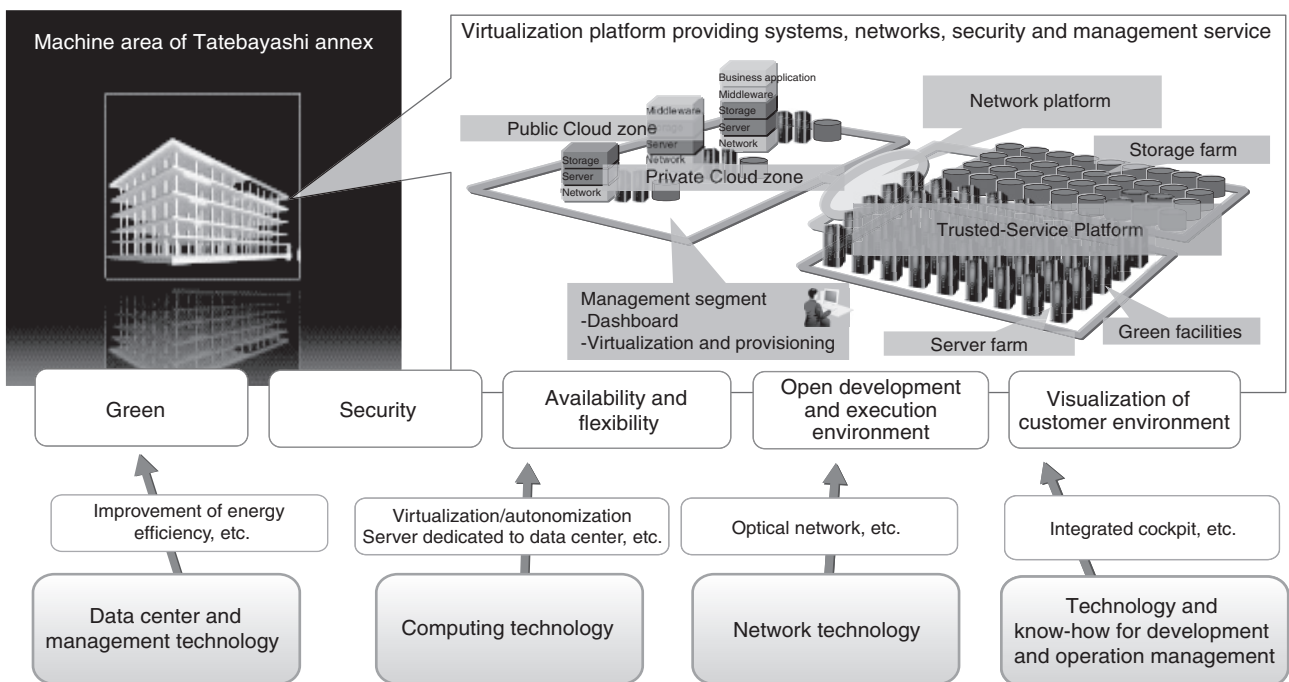 Machine area of Tatebayashi annex
Virtualization platform providing systems, networks, security and management service
Business application
Middleware
Storage
Server
Network
Middleware
Storage
Server
Network
Storage
Server
Network
Public Cloud zone
Private Cloud zone
Network platform
Storage farm
Trusted-Service Platform
Management segment
-Dashboard
-Virtualization and provisioning
Server farm
Green facilities
Green
Security
Availability and
flexibility
Open development
and execution
environment
Visualization of
customer environment
Improvement of energy
efficiency, etc.
Virtualization/autonomization
Server dedicated to data center, etc.
Optical network, etc.
Integrated cockpit, etc.
Data center and
management technology
Computing technology
Network technology
Technology and
know-how for development
and operation management